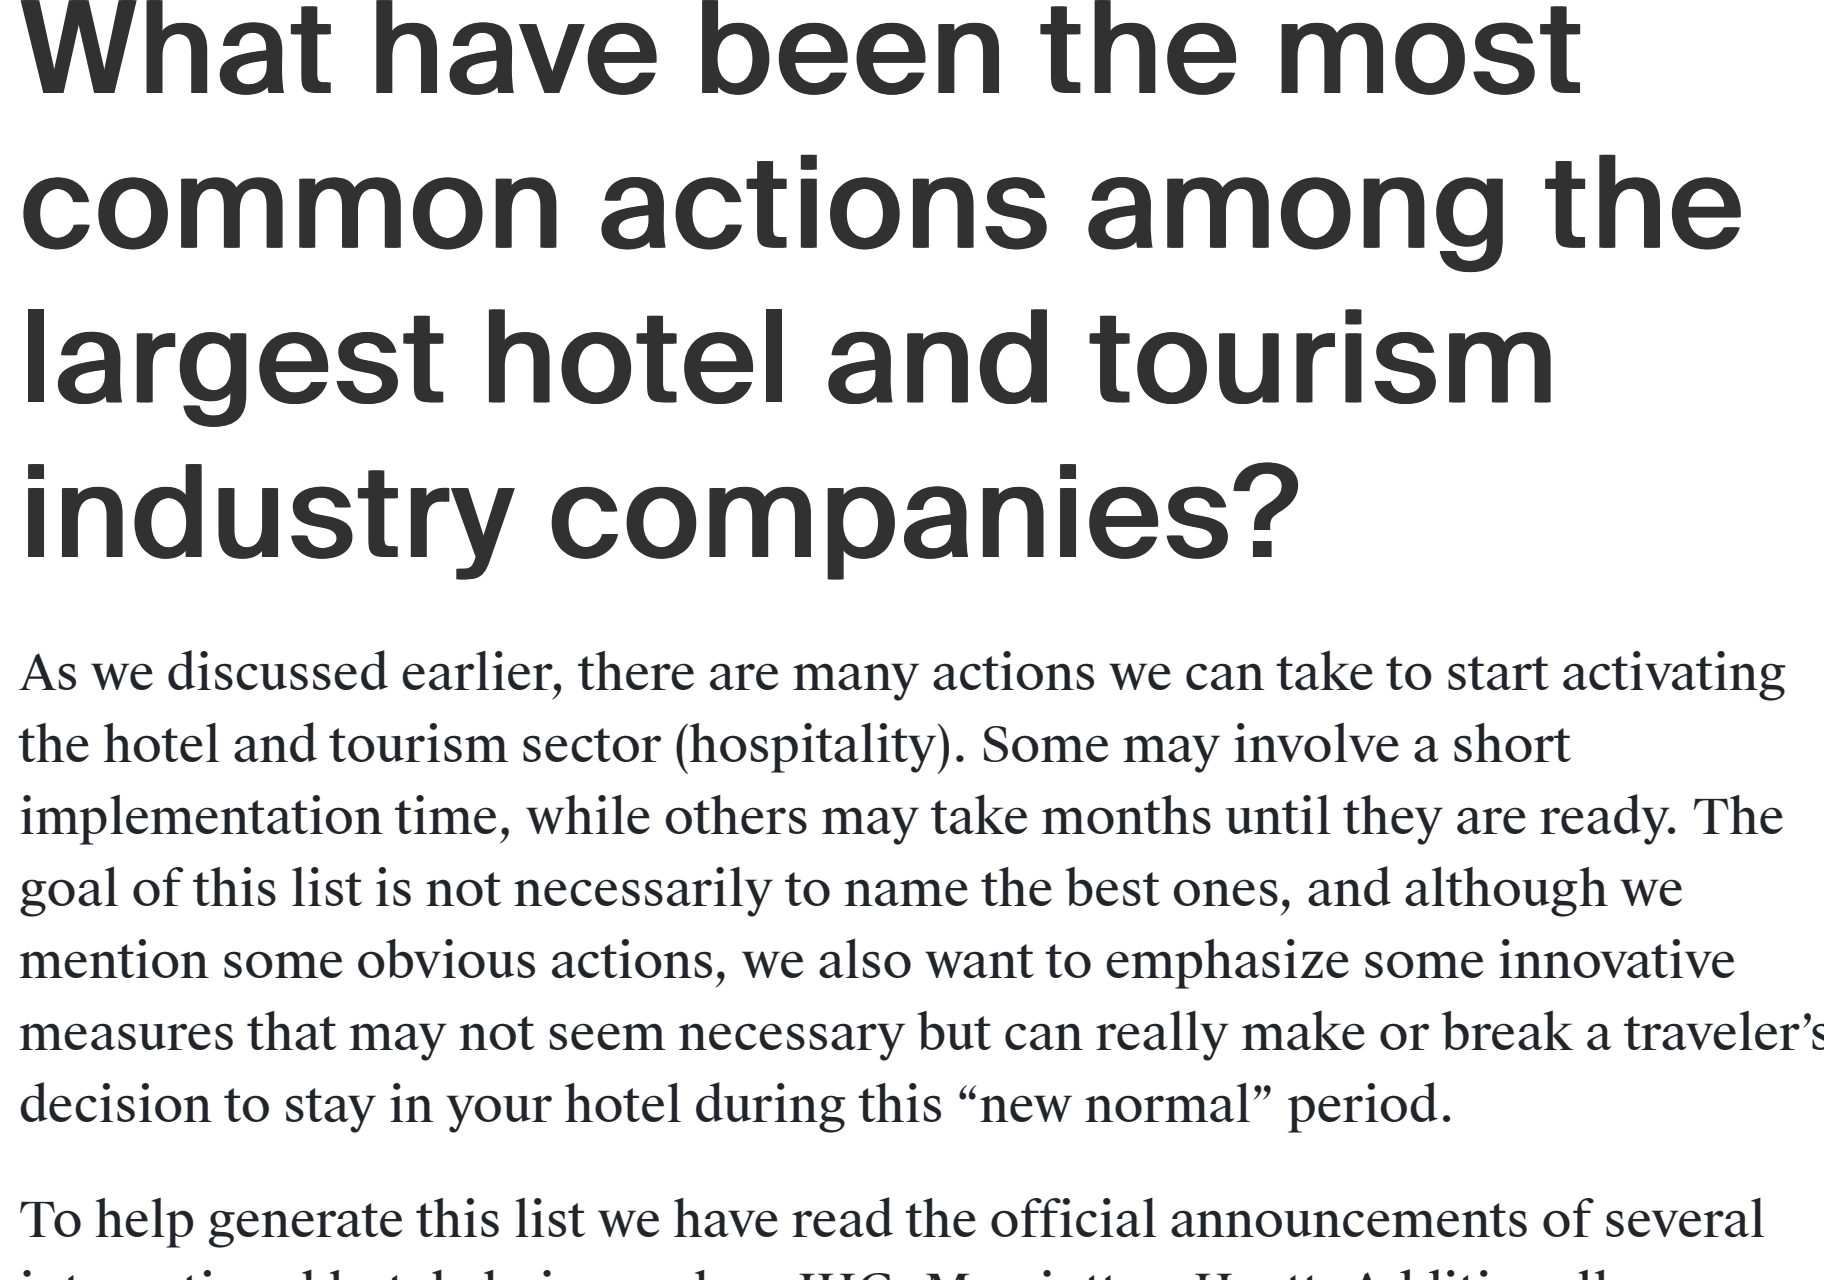 What have been the most
common actions among the
largest hotel and tourism
industry companies?
As we discussed earlier, there are many actions we can take to start activating
the hotel and tourism sector (hospitality). Some may involve a short
implementation time, while others may take months until they are ready. The
goal of this list is not necessarily to name the best ones, and although we
mention some obvious actions, we also want to emphasize some innovative
measures that may not seem necessary but can really make or break a traveler’s
decision to stay in your hotel during this “new normal” period.
To help generate this list we have read the official announcements of several